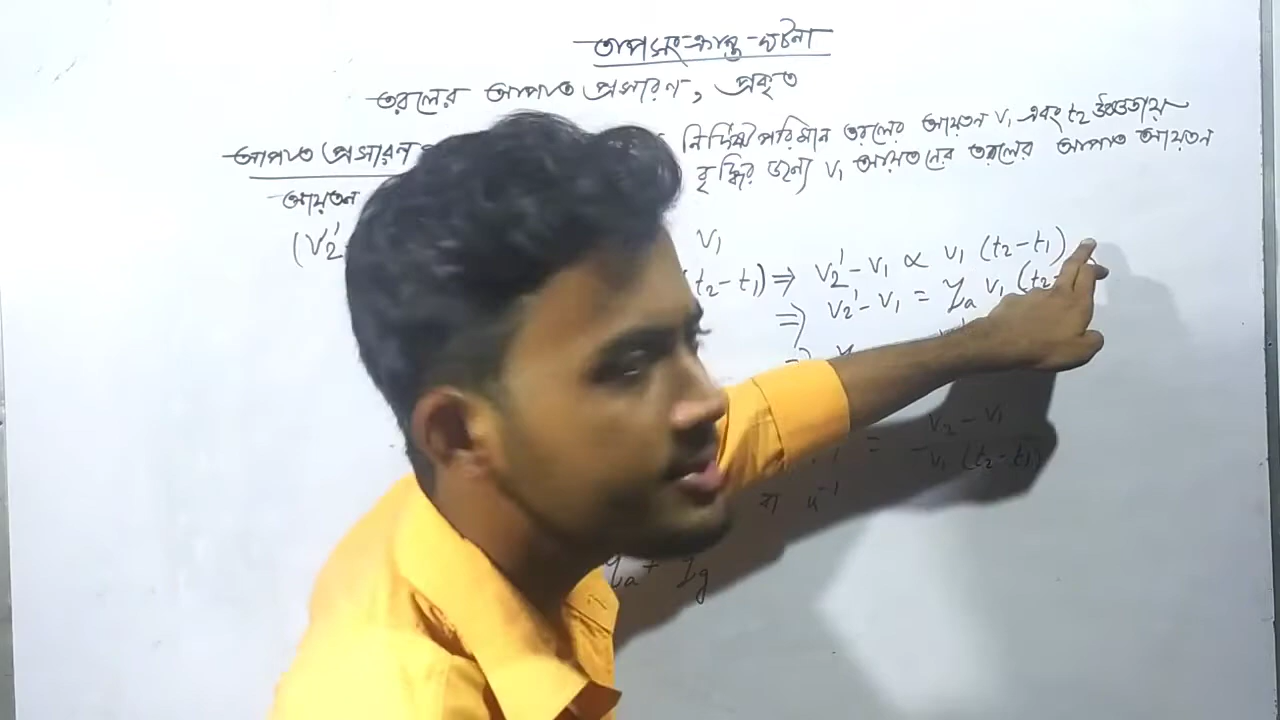 তাপ সংক্রান্ত ঘটনা
তরলের আপাত প্রসারণ, প্রকৃত
আপাত প্রসারণ
নির্দিষ্ট পরিমান তরলের আয়তন V₁ এবং t₂ উষ্ণতায়
আয়তন
বৃদ্ধির জন্য V₁ আয়তনের তরলের আপাত আয়তন
(V₂'
V₁
t₂-t₁) ⇒ V₂'-V₁ ∝ V₁ (t₂-t₁)
⇒ V₂'-V₁ = γₐ V₁ (t₂-
⇒
= V₂-V₁
V₁ (t₂-t₁)
বা K⁻¹
γₐ + γg